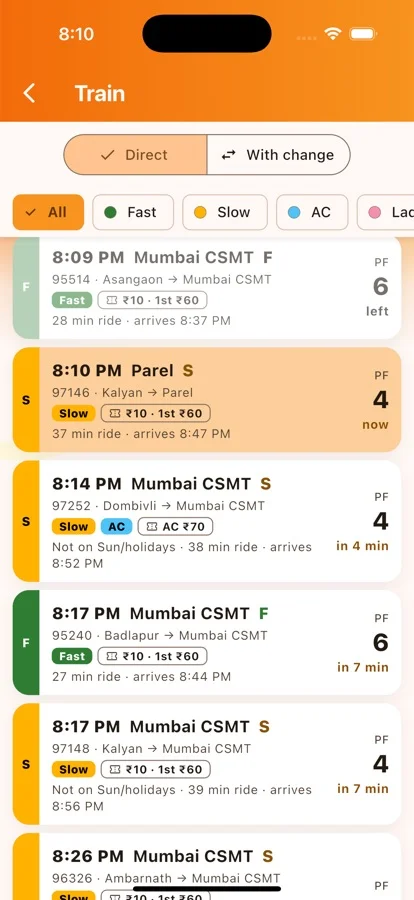 8:10
Train
Direct
With change
All
Fast
Slow
AC
8:09 PM Mumbai CSMT F
PF
F
95514 · Asangaon → Mumbai CSMT
6
Fast
₹10 · 1st ₹60
left
28 min ride · arrives 8:37 PM
8:10 PM Parel S
PF
S
97146 · Kalyan → Parel
4
Slow
₹10 · 1st ₹60
now
37 min ride · arrives 8:47 PM
8:14 PM Mumbai CSMT S
PF
S
97252 · Dombivli → Mumbai CSMT
4
Slow
AC
AC ₹70
in 4 min
Not on Sun/holidays · 38 min ride · arrives
8:52 PM
8:17 PM Mumbai CSMT F
PF
F
95240 · Badlapur → Mumbai CSMT
6
Fast
₹10 · 1st ₹60
in 7 min
27 min ride · arrives 8:44 PM
8:17 PM Mumbai CSMT S
PF
S
97148 · Kalyan → Mumbai CSMT
4
Slow
₹10 · 1st ₹60
in 7 min
Not on Sun/holidays · 39 min ride · arrives
8:56 PM
8:26 PM Mumbai CSMT S
PF
96326 · Ambarnath → Mumbai CSMT
Slow
₹10 · 1st ₹60